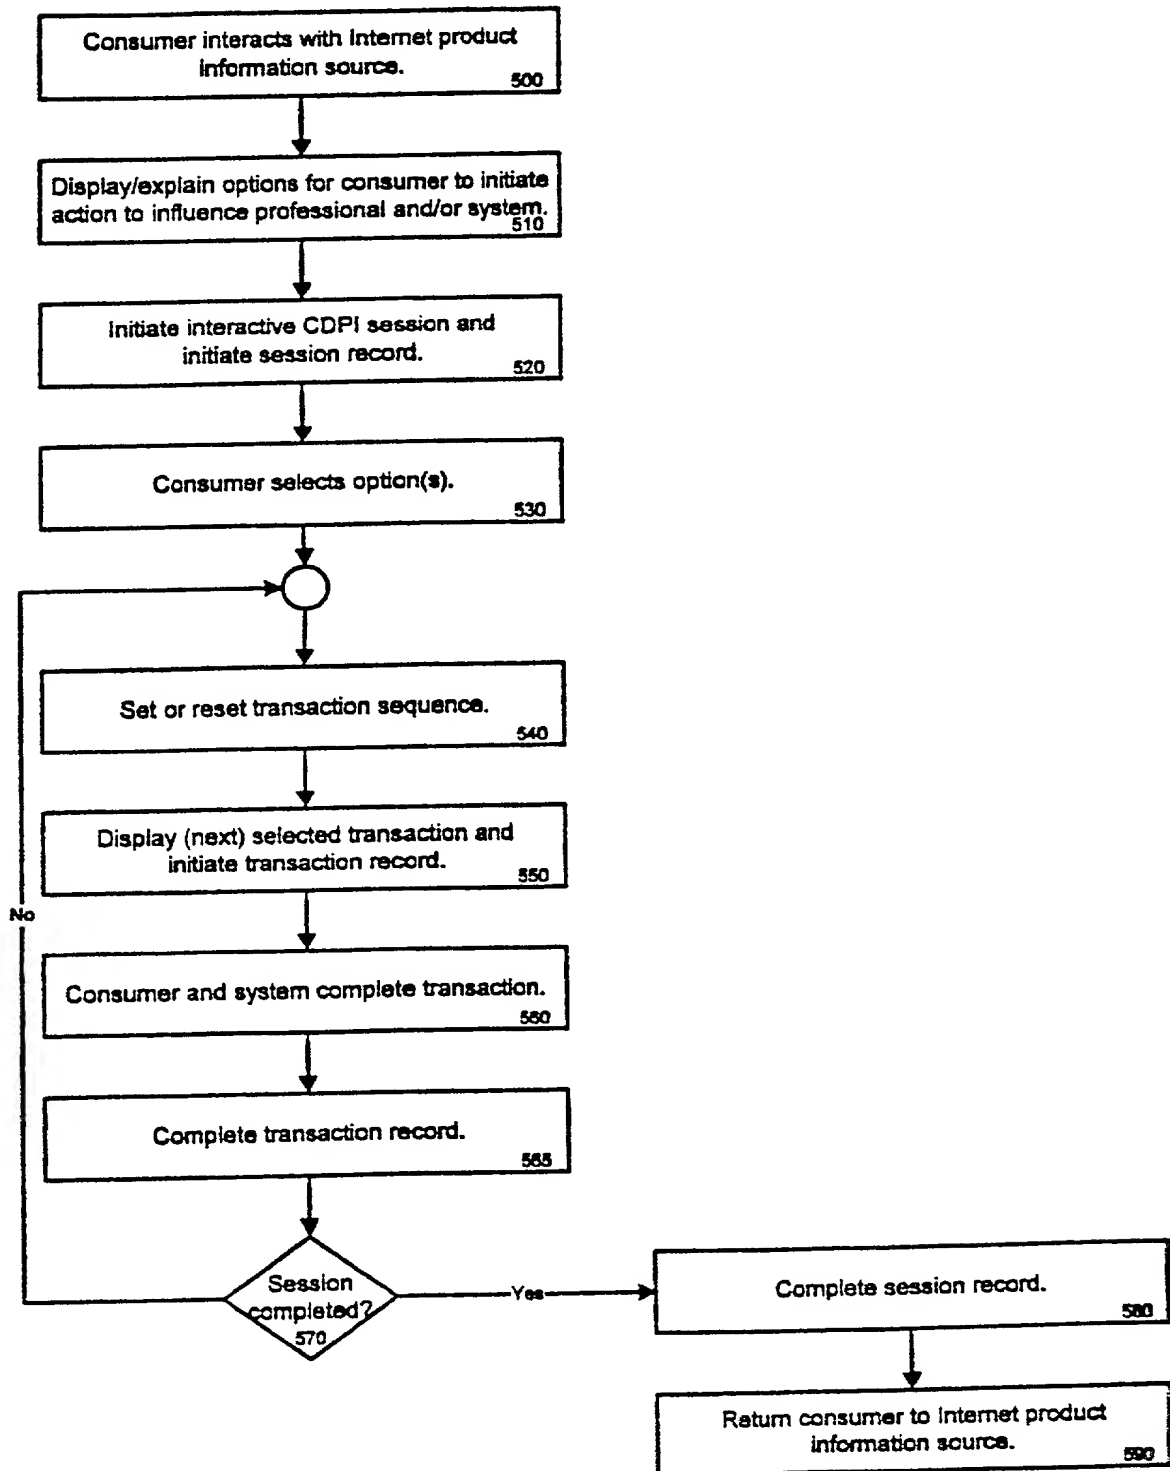 Consumer interacts with Internet product
information source.
500
Display/explain options for consumer to initiate
action to influence professional and/or system.
510
Initiate interactive CDPI session and
initiate session record.
520
Consumer selects option(s).
530
Set or reset transaction sequence.
540
Display (next) selected transaction and
initiate transaction record.
550
No
Consumer and system complete transaction.
560
Complete transaction record.
565
Session
completed?
570
Yes
Complete session record.
580
Return consumer to Internet product
information source.
590